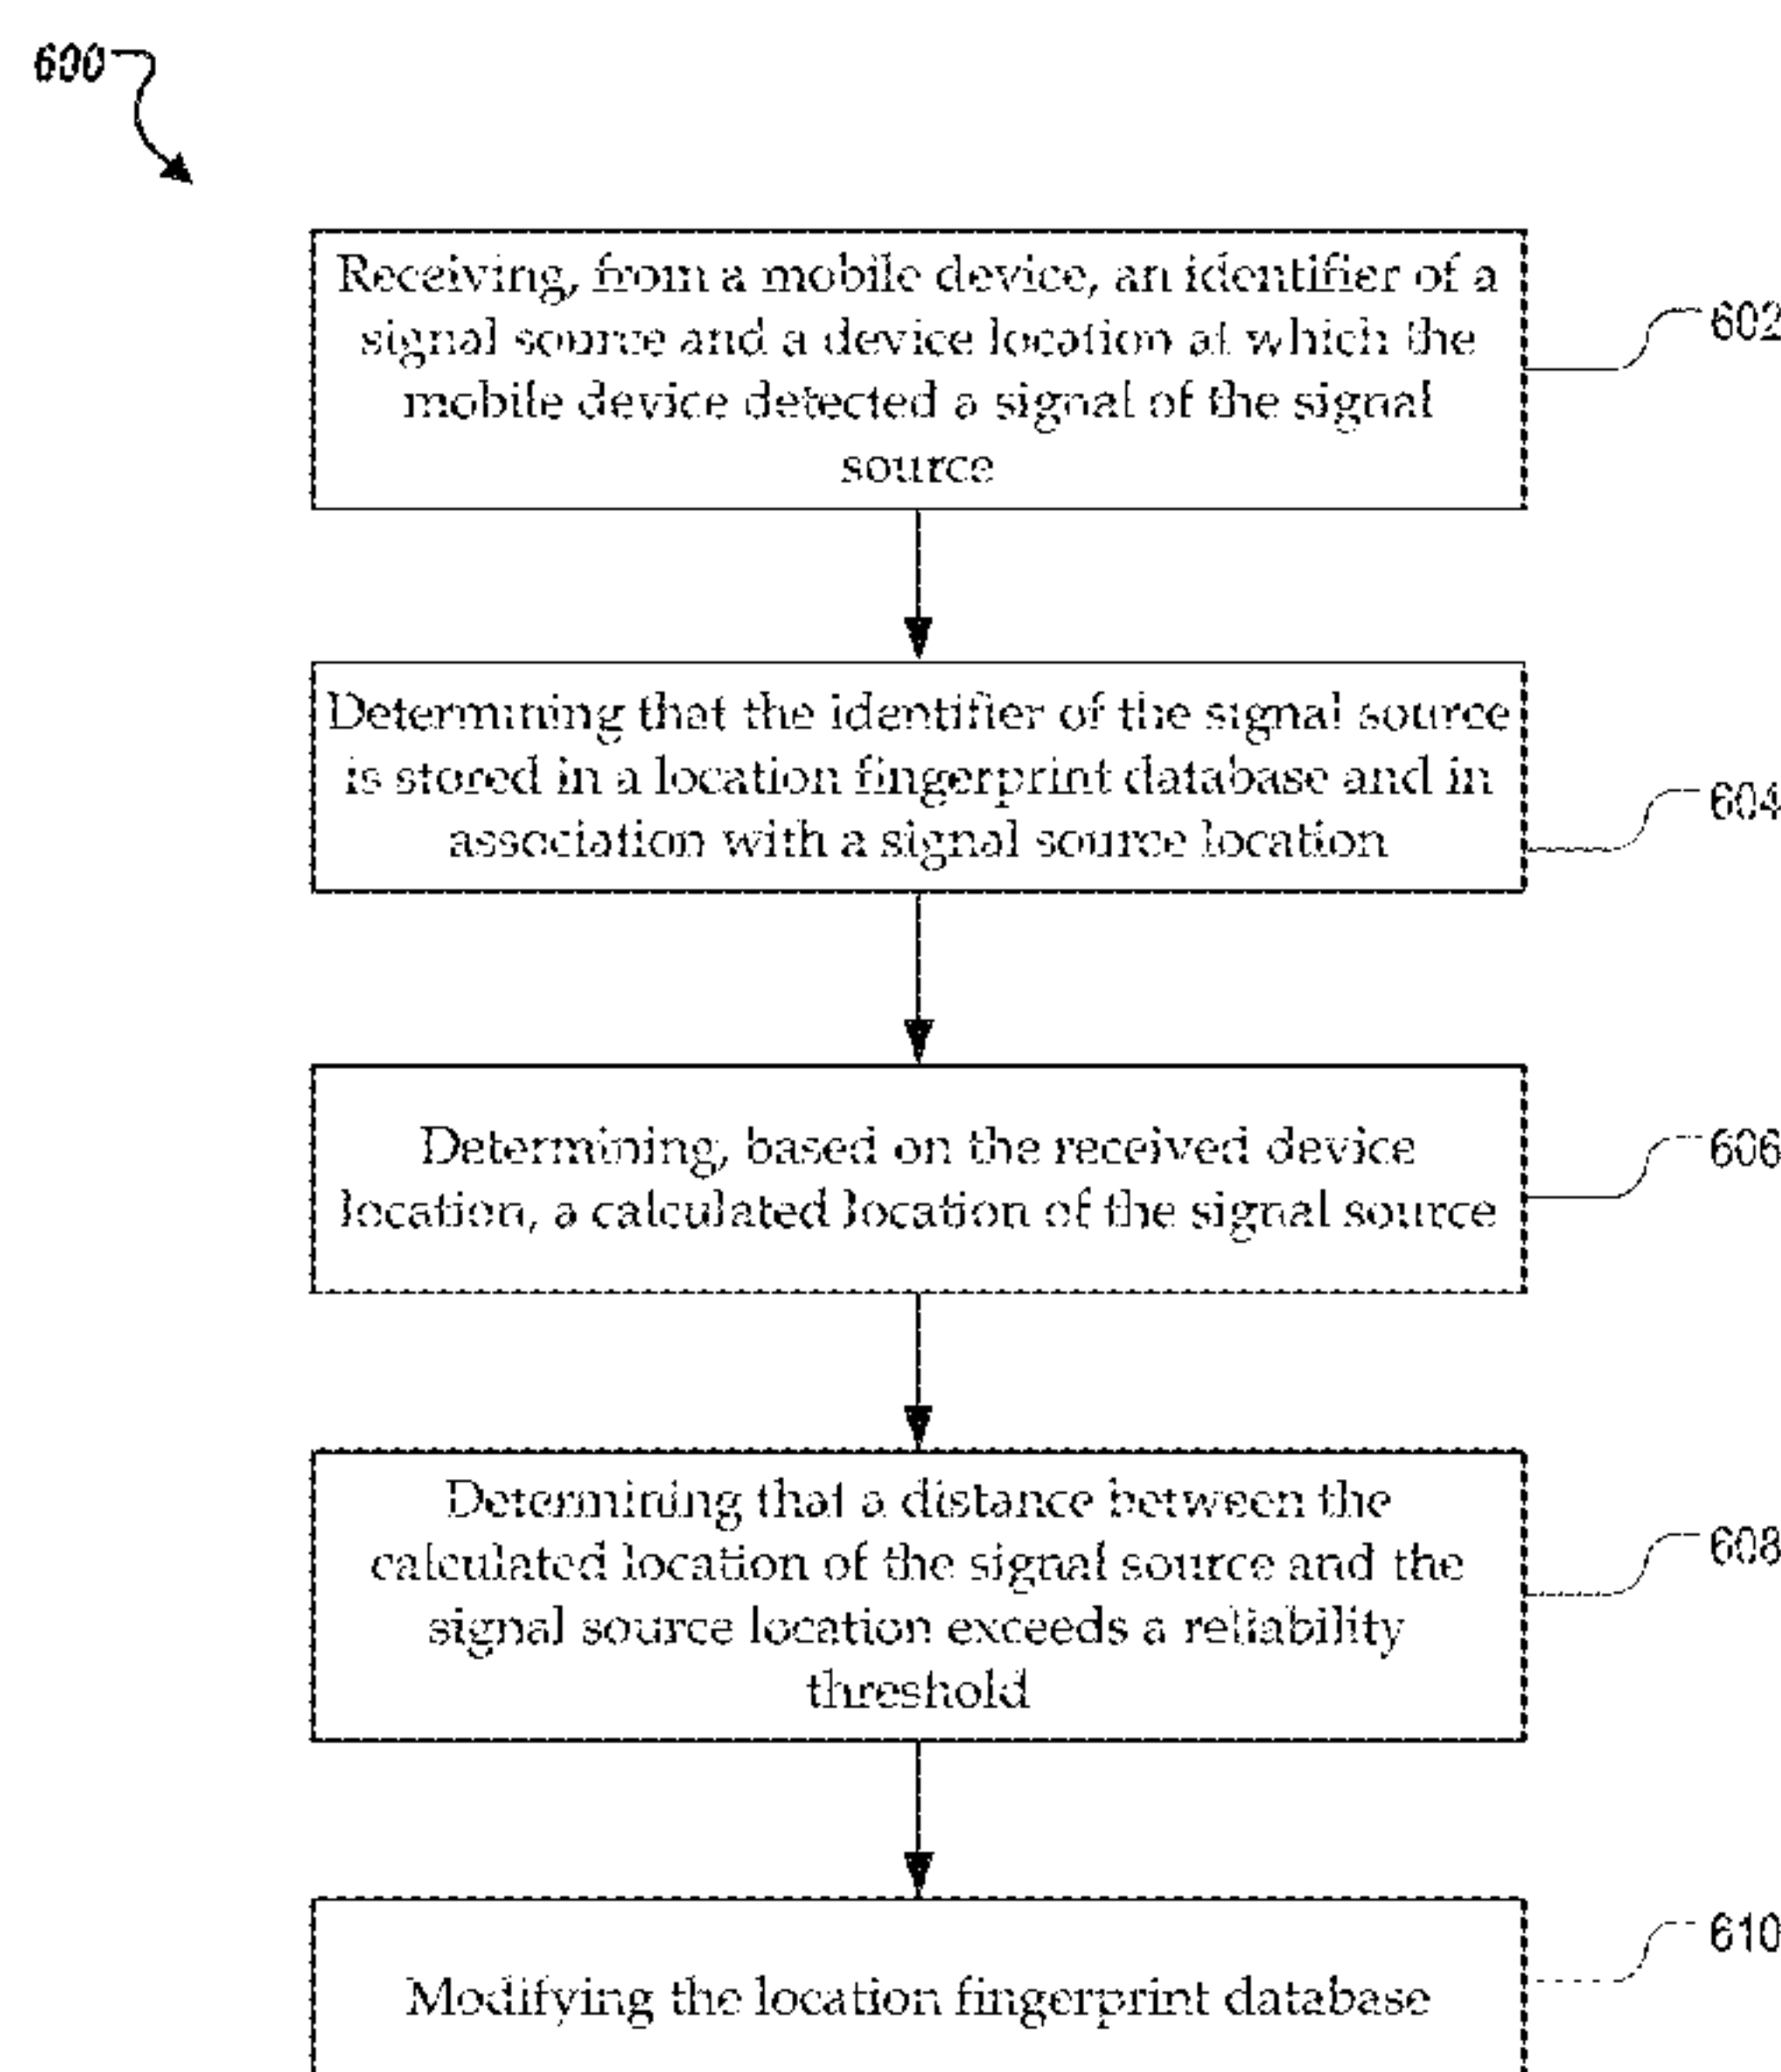 600
Receiving, from a mobile device, an identifier of a
signal source and a device location at which the
mobile device detected a signal of the signal
source
602
Determining that the identifier of the signal source
is stored in a location fingerprint database and in
association with a signal source location
604
Determining, based on the received device
location, a calculated location of the signal source
606
Determining that a distance between the
calculated location of the signal source and the
signal source location exceeds a reliability
threshold
608
Modifying the location fingerprint database
610